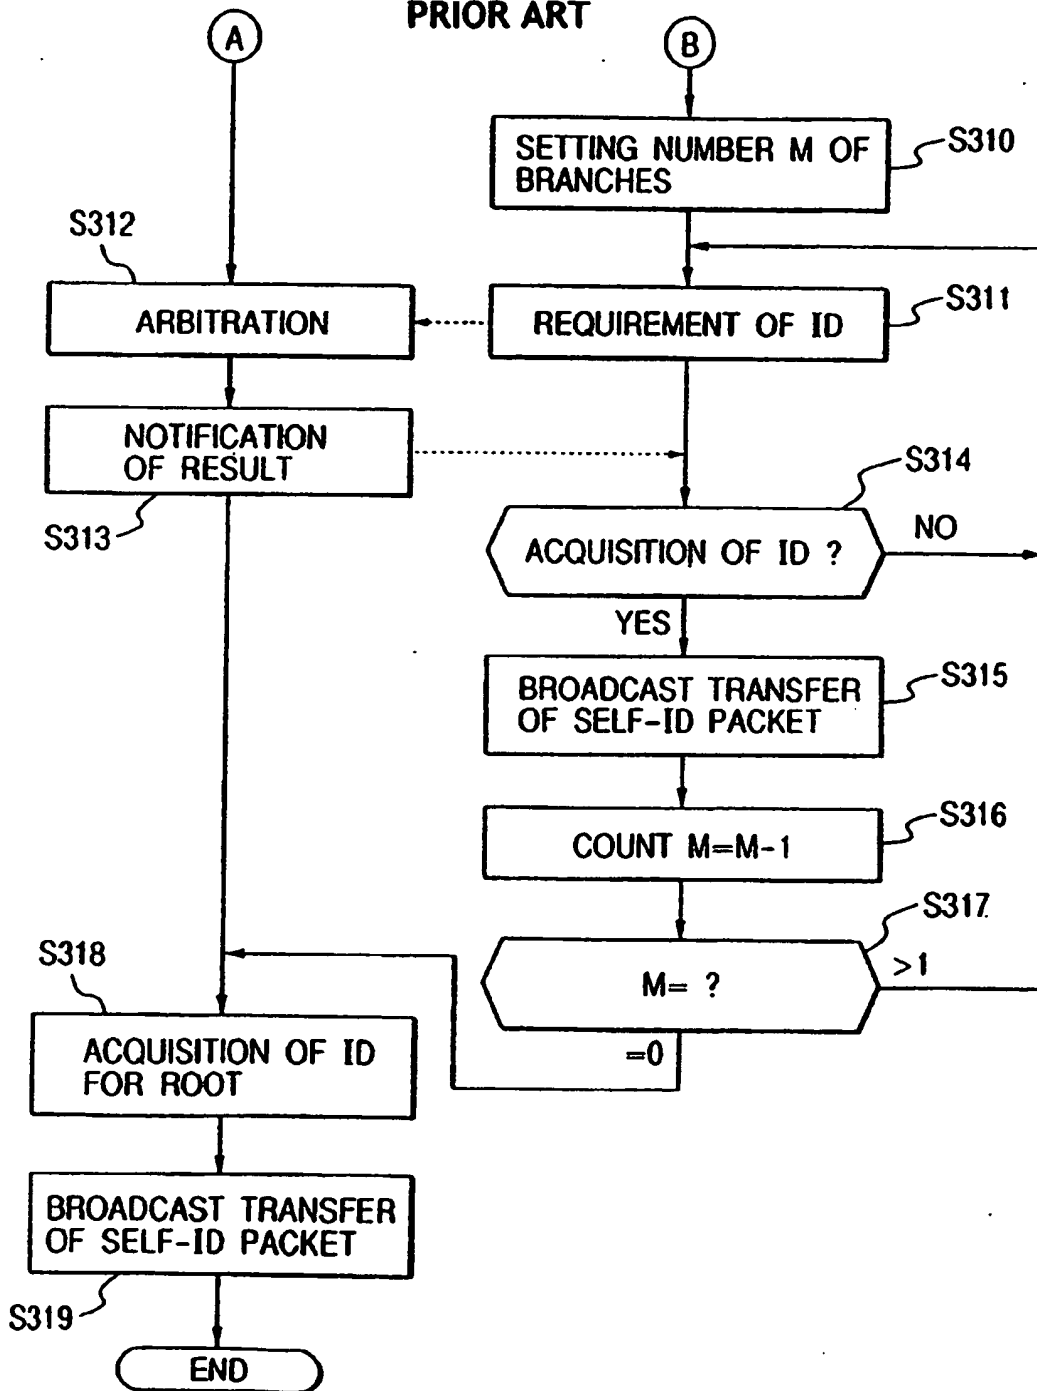 PRIOR ART
A
B
SETTING NUMBER M OF
BRANCHES
S310
S312
ARBITRATION
REQUIREMENT OF ID
S311
NOTIFICATION
OF RESULT
S313
S314
ACQUISITION OF ID ?
NO
YES
BROADCAST TRANSFER
OF SELF-ID PACKET
S315
COUNT M=M-1
S316
S317
M= ?
>1
=0
S318
ACQUISITION OF ID
FOR ROOT
BROADCAST TRANSFER
OF SELF-ID PACKET
S319
END